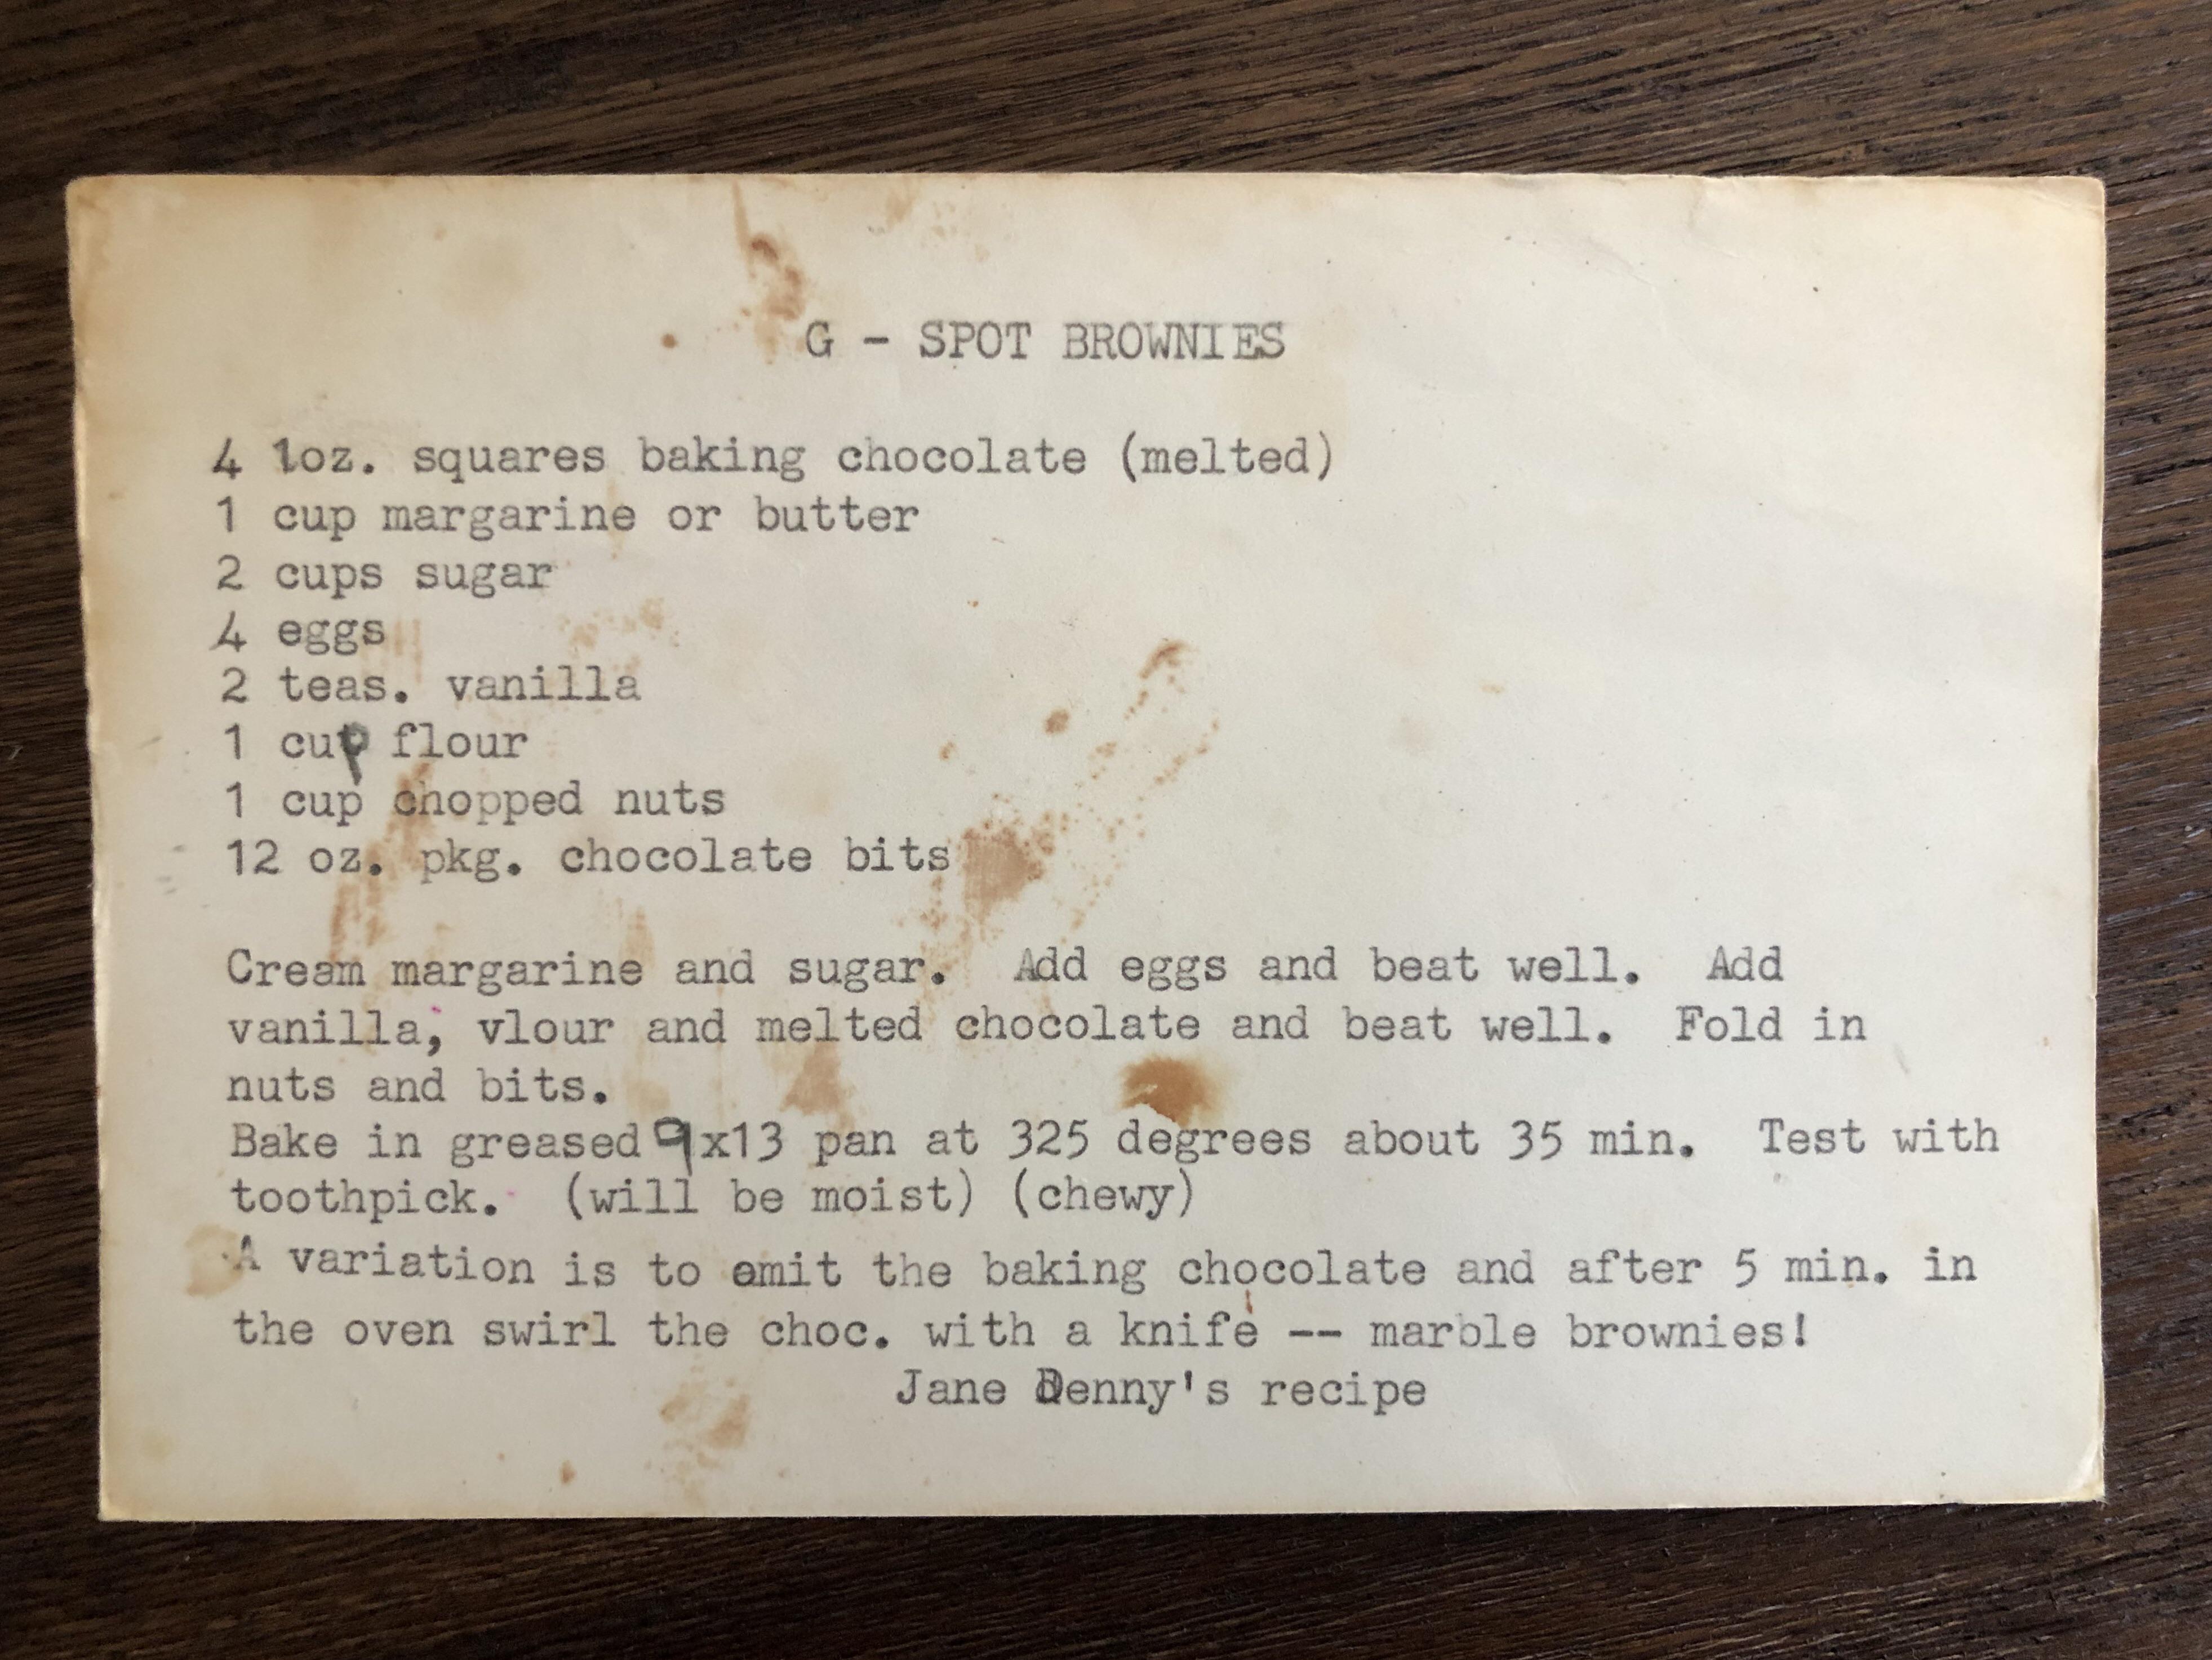 G - SPOT BROWNIES
4 1oz. squares baking chocolate (melted)
1 cup margarine or butter
2 cups sugar
4 eggs
2 teas. vanilla
1 cup flour
1 cup chopped nuts
12 oz. pkg. chocolate bits
Cream margarine and sugar. Add eggs and beat well. Add
vanilla, vlour and melted chocolate and beat well. Fold in
nuts and bits.
Bake in greased 9x13 pan at 325 degrees about 35 min. Test with
toothpick. (will be moist) (chewy)
A variation is to omit the baking chocolate and after 5 min. in
the oven swirl the choc. with a knife -- marble brownies!
Jane Denny's recipe